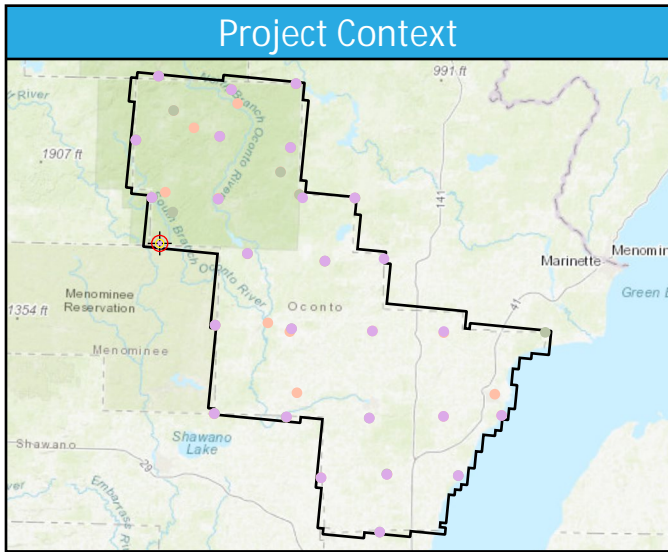 Project Context
991 ft
North Branch Oconto River
River
1907 ft
141
South Branch Oconto River
Marinette
Menomin
41
Green
1354 ft
Menominee
Reservation
Oconto
Menominee
Shawano
Shawano
Lake
29
Embarrass River